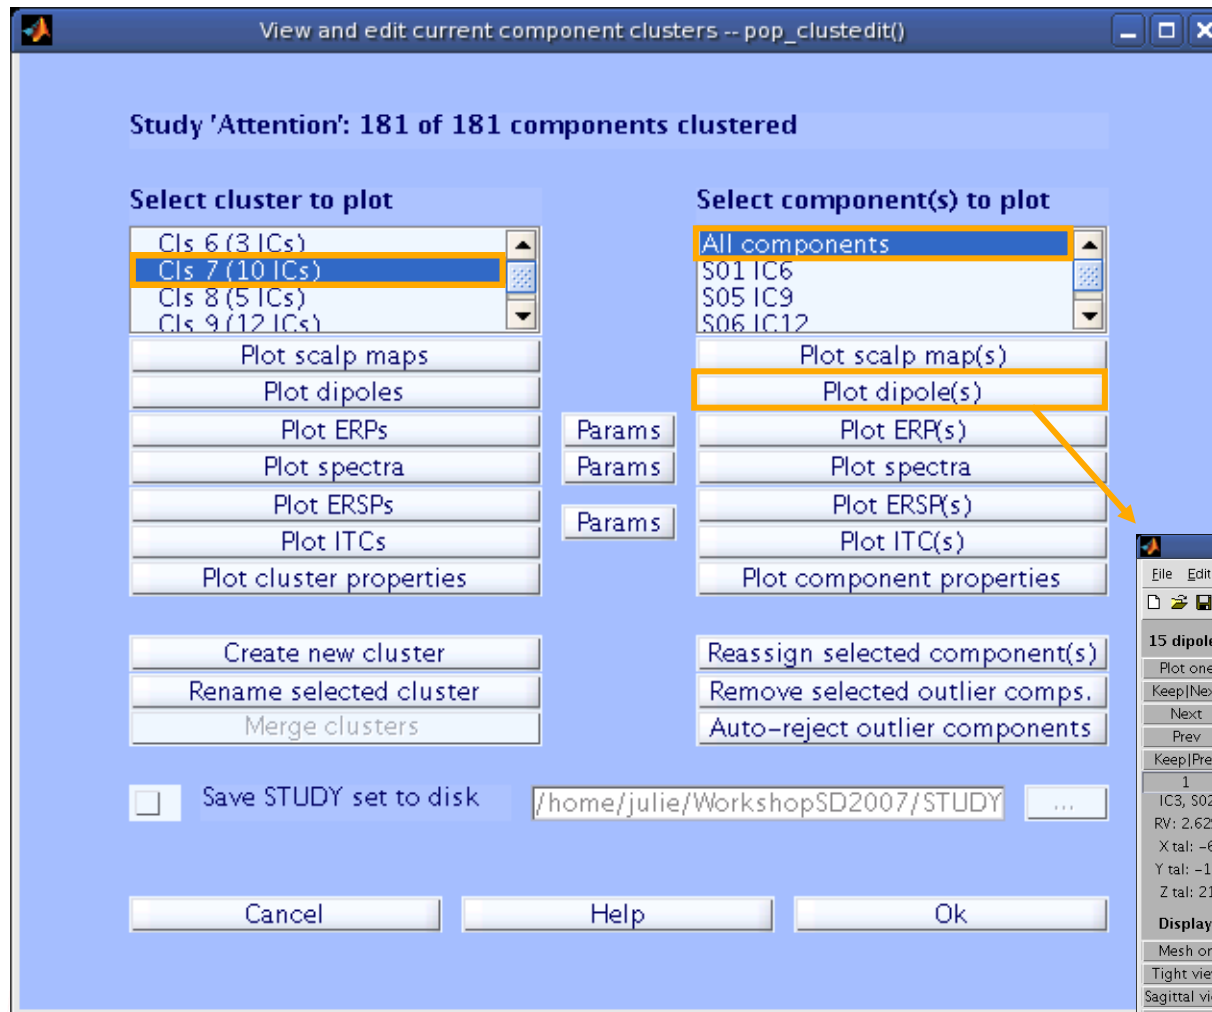 View and edit current component clusters -- pop_clustedit()
Study 'Attention': 181 of 181 components clustered
Select cluster to plot
Select component(s) to plot
Cls 6 (3 ICs)
Cls 7 (10 ICs)
Cls 8 (5 ICs)
Cls 9 (12 ICs)
All components
S01 IC6
S05 IC9
S06 IC12
Plot scalp maps
Plot scalp map(s)
Plot dipoles
Plot dipole(s)
Plot ERPs
Params
Plot ERP(s)
Plot spectra
Params
Plot spectra
Plot ERSPs
Params
Plot ERSP(s)
Plot ITCs
Plot ITC(s)
Plot cluster properties
Plot component properties
Create new cluster
Reassign selected component(s)
Rename selected cluster
Remove selected outlier comps.
Merge clusters
Auto-reject outlier components
Save STUDY set to disk
/home/julie/WorkshopSD2007/STUDY
...
Cancel
Help
Ok
File Edit
15 dipole
Plot one
Keep|Nex
Next
Prev
Keep|Pre
1
IC3, S02
RV: 2.62
X tal: -6
Y tal: -1
Z tal: 21
Display
Mesh on
Tight vie
Sagittal vi